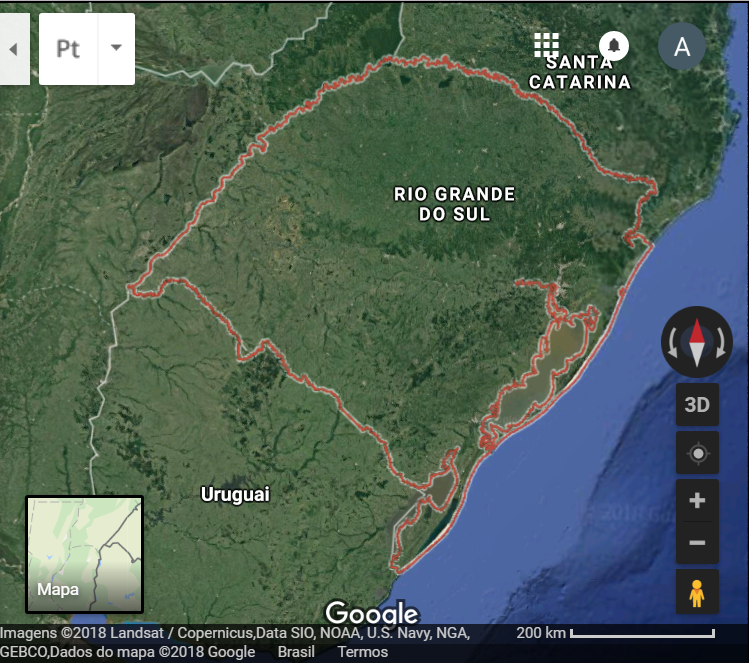 Pt
A
SANTA
CATARINA
RIO GRANDE
DO SUL
3D
Uruguai
Mapa
Google
Imagens ©2018 Landsat / Copernicus,Data SIO, NOAA, U.S. Navy, NGA,
200 km
GEBCO,Dados do mapa ©2018 Google Brasil Termos